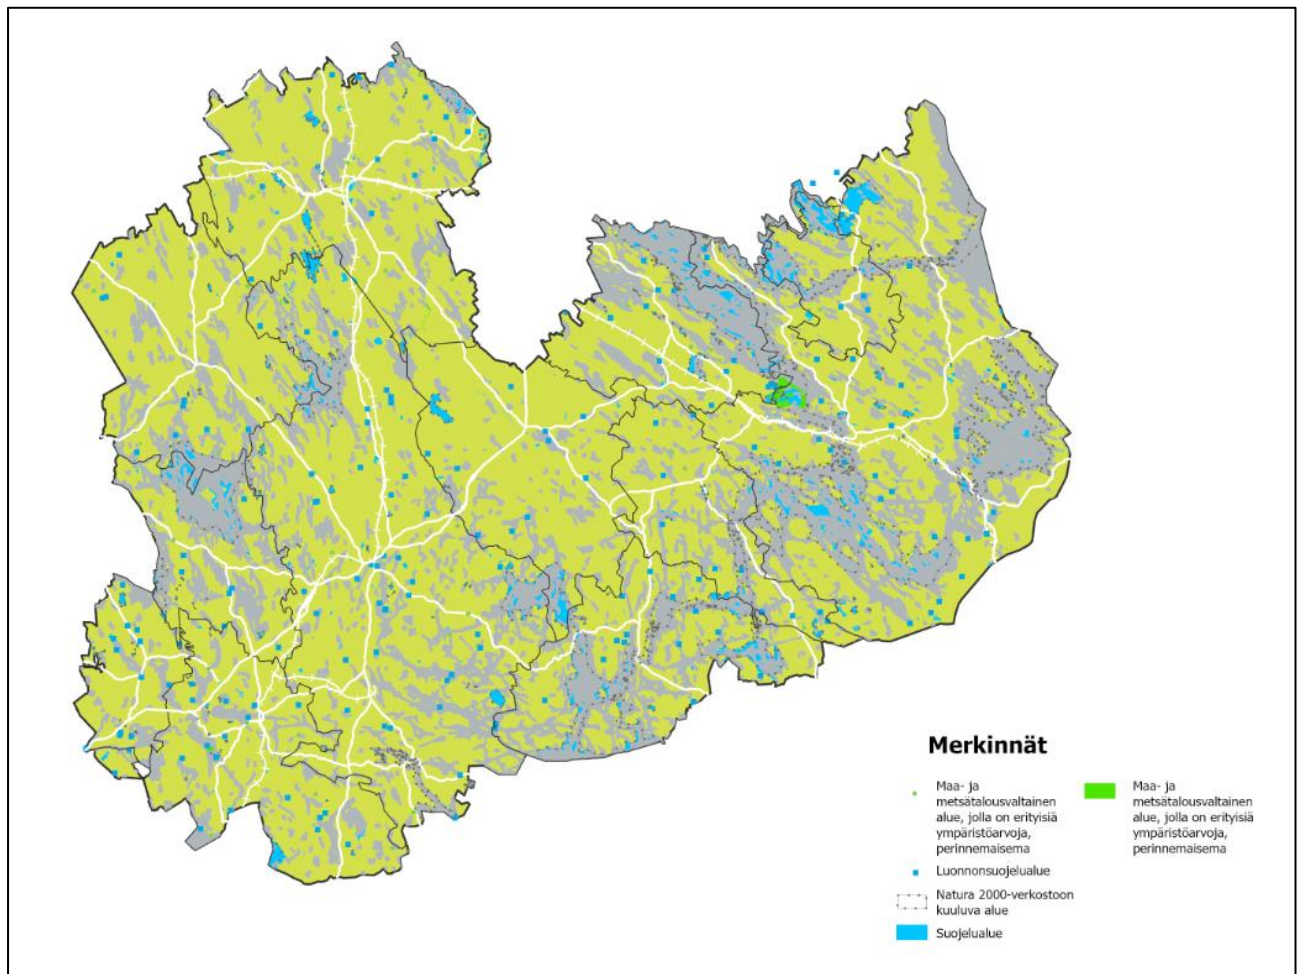 Merkinnät
Maa- ja
metsätalousvaltainen
alue, jolla on erityisiä
ympäristöarvoja,
perinnemaisema
Luonnonsuojelualue
Natura 2000-verkostoon
kuuluva alue
Suojelualue
Maa- ja
metsätalousvaltainen
alue, jolla on erityisiä
ympäristöarvoja,
perinnemaisema